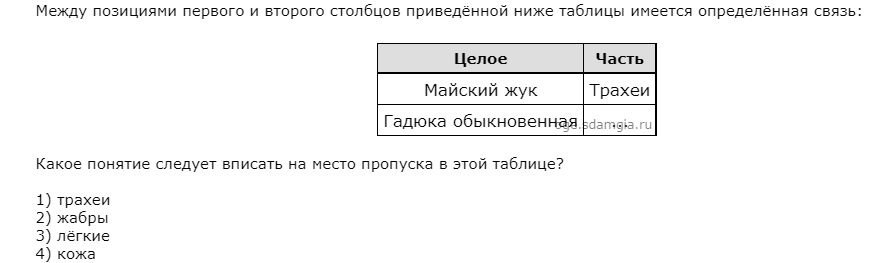 Между позициями первого и второго столбцов приведённой ниже таблицы имеется определённая связь:
Целое Часть
Майский жук Трахеи
Гадюка обыкновенная ...
oge.sdamgia.ru
Какое понятие следует вписать на место пропуска в этой таблице?
1) трахеи
2) жабры
3) лёгкие
4) кожа